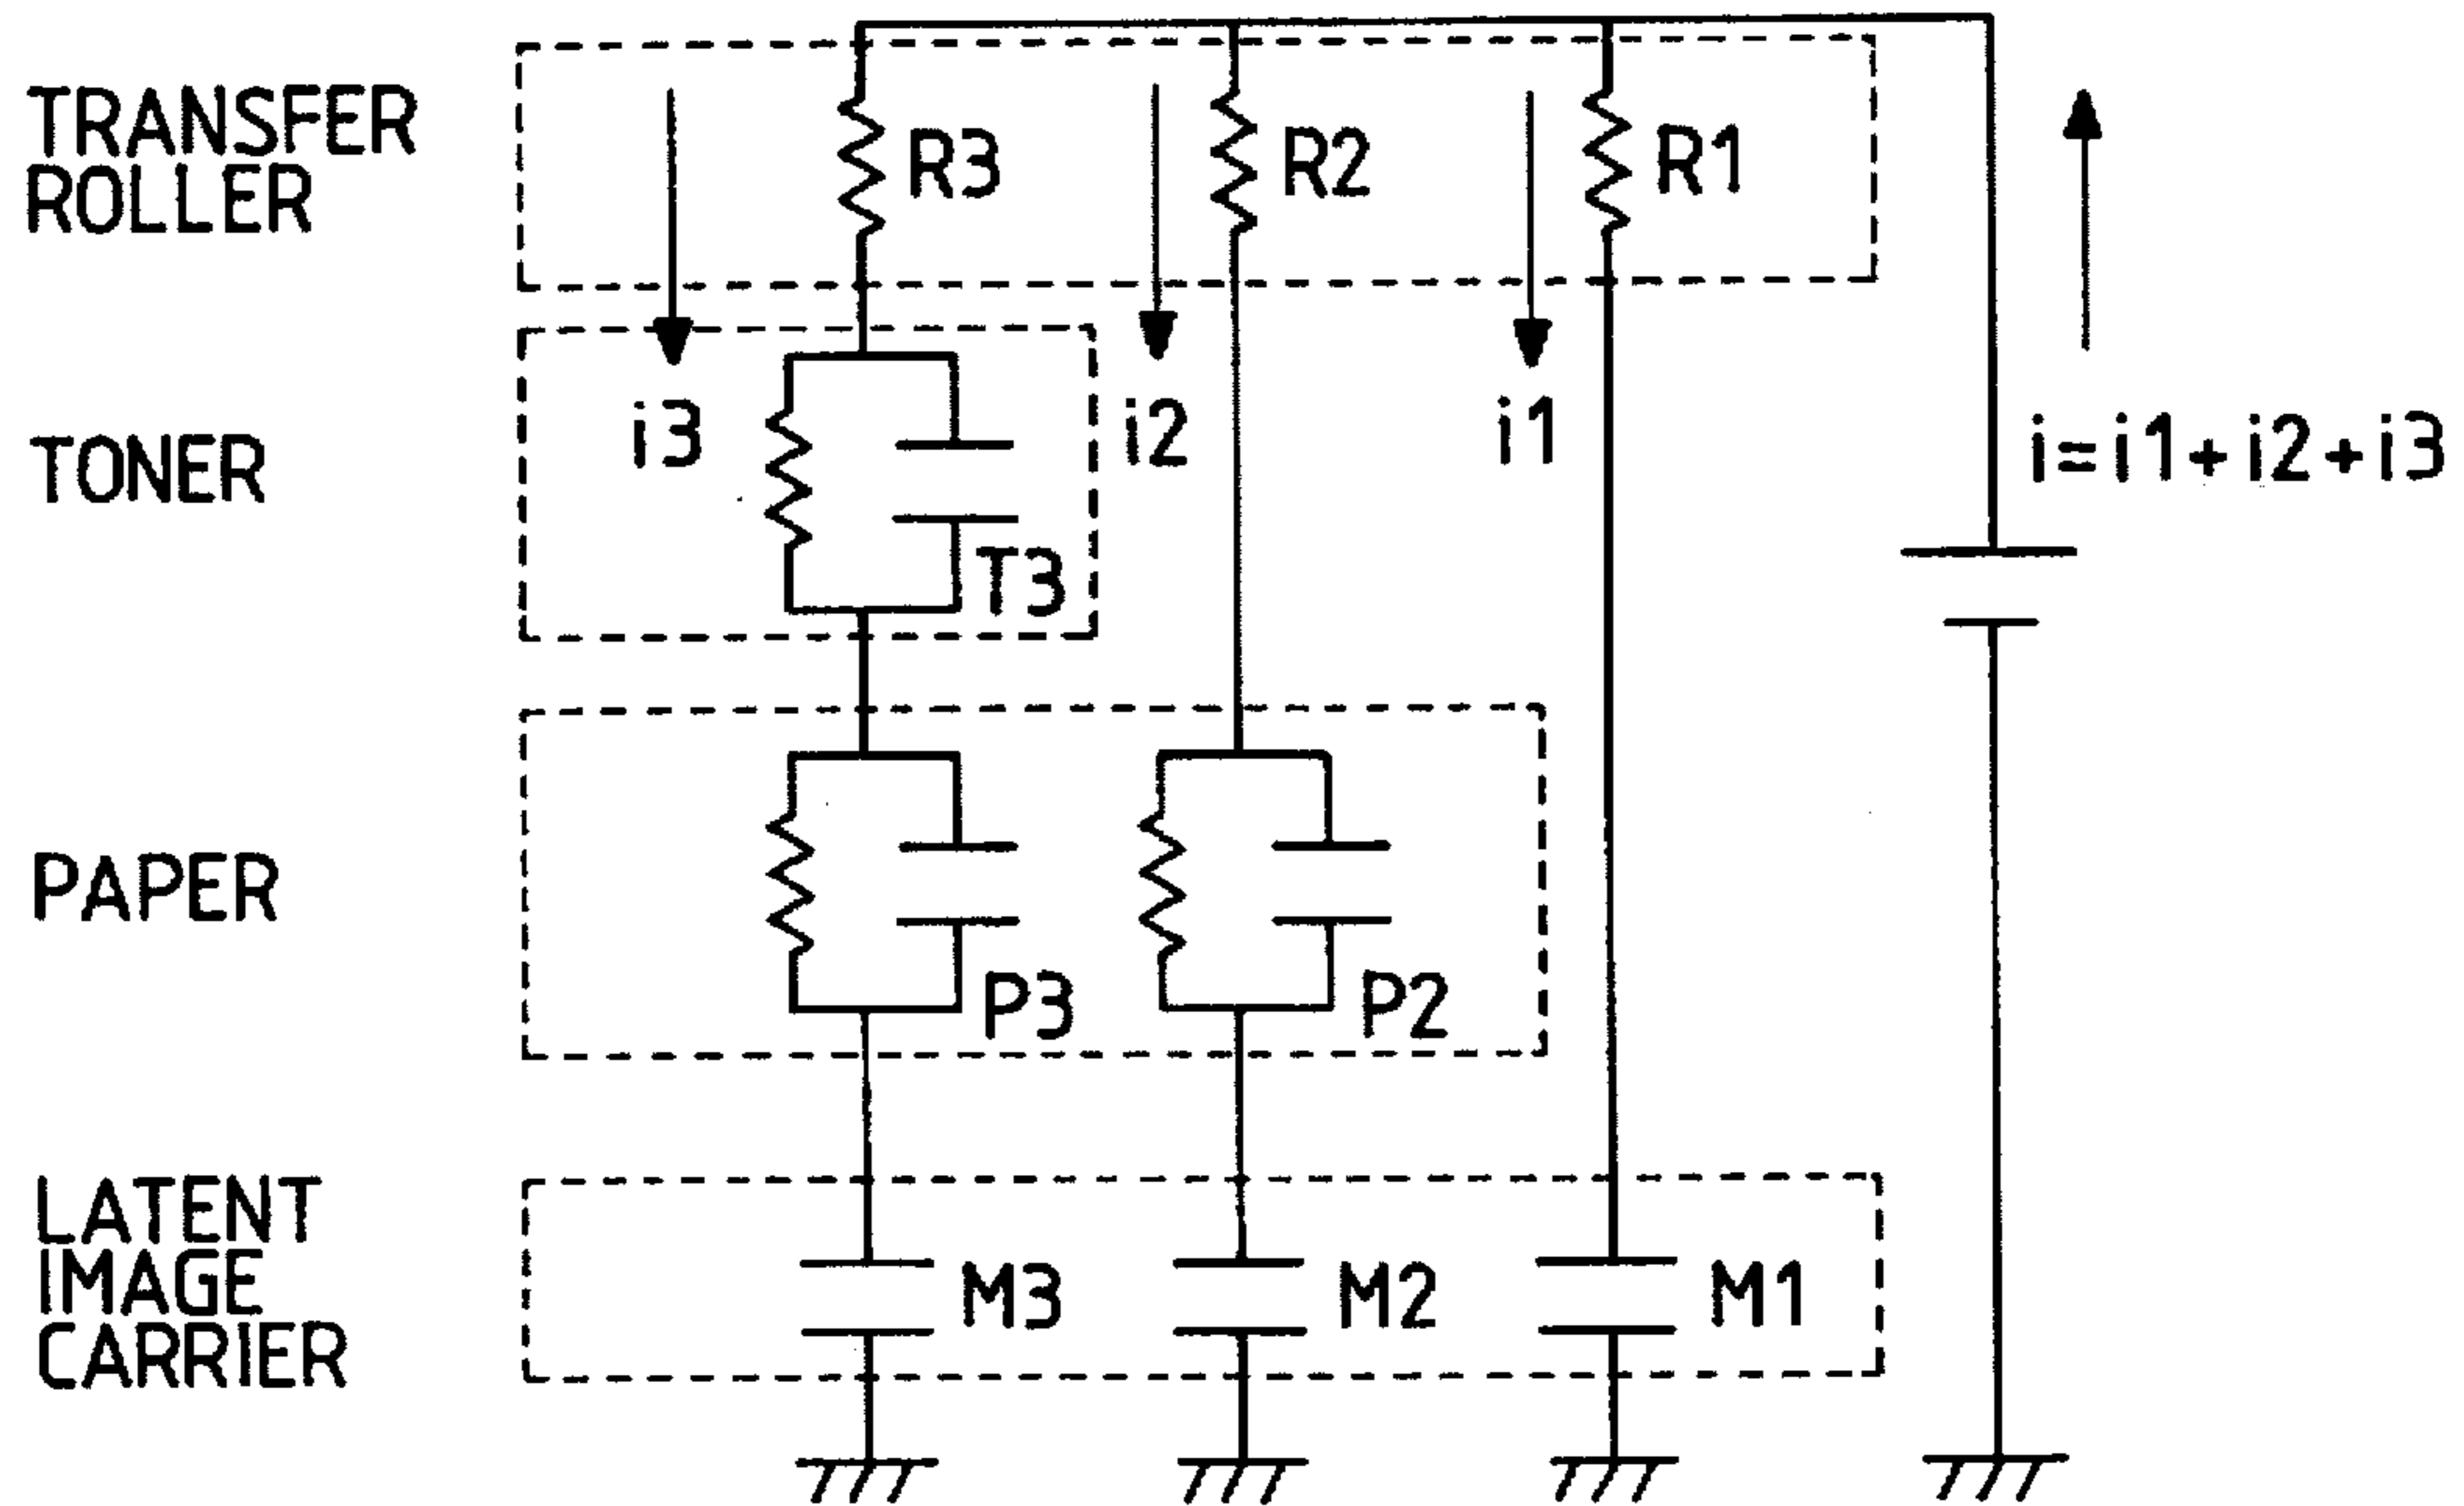 TRANSFER
ROLLER
R3
R2
R1
TONER
i3
i2
i1
i=i1+i2+i3
T3
PAPER
P3
P2
LATENT
IMAGE
CARRIER
M3
M2
M1